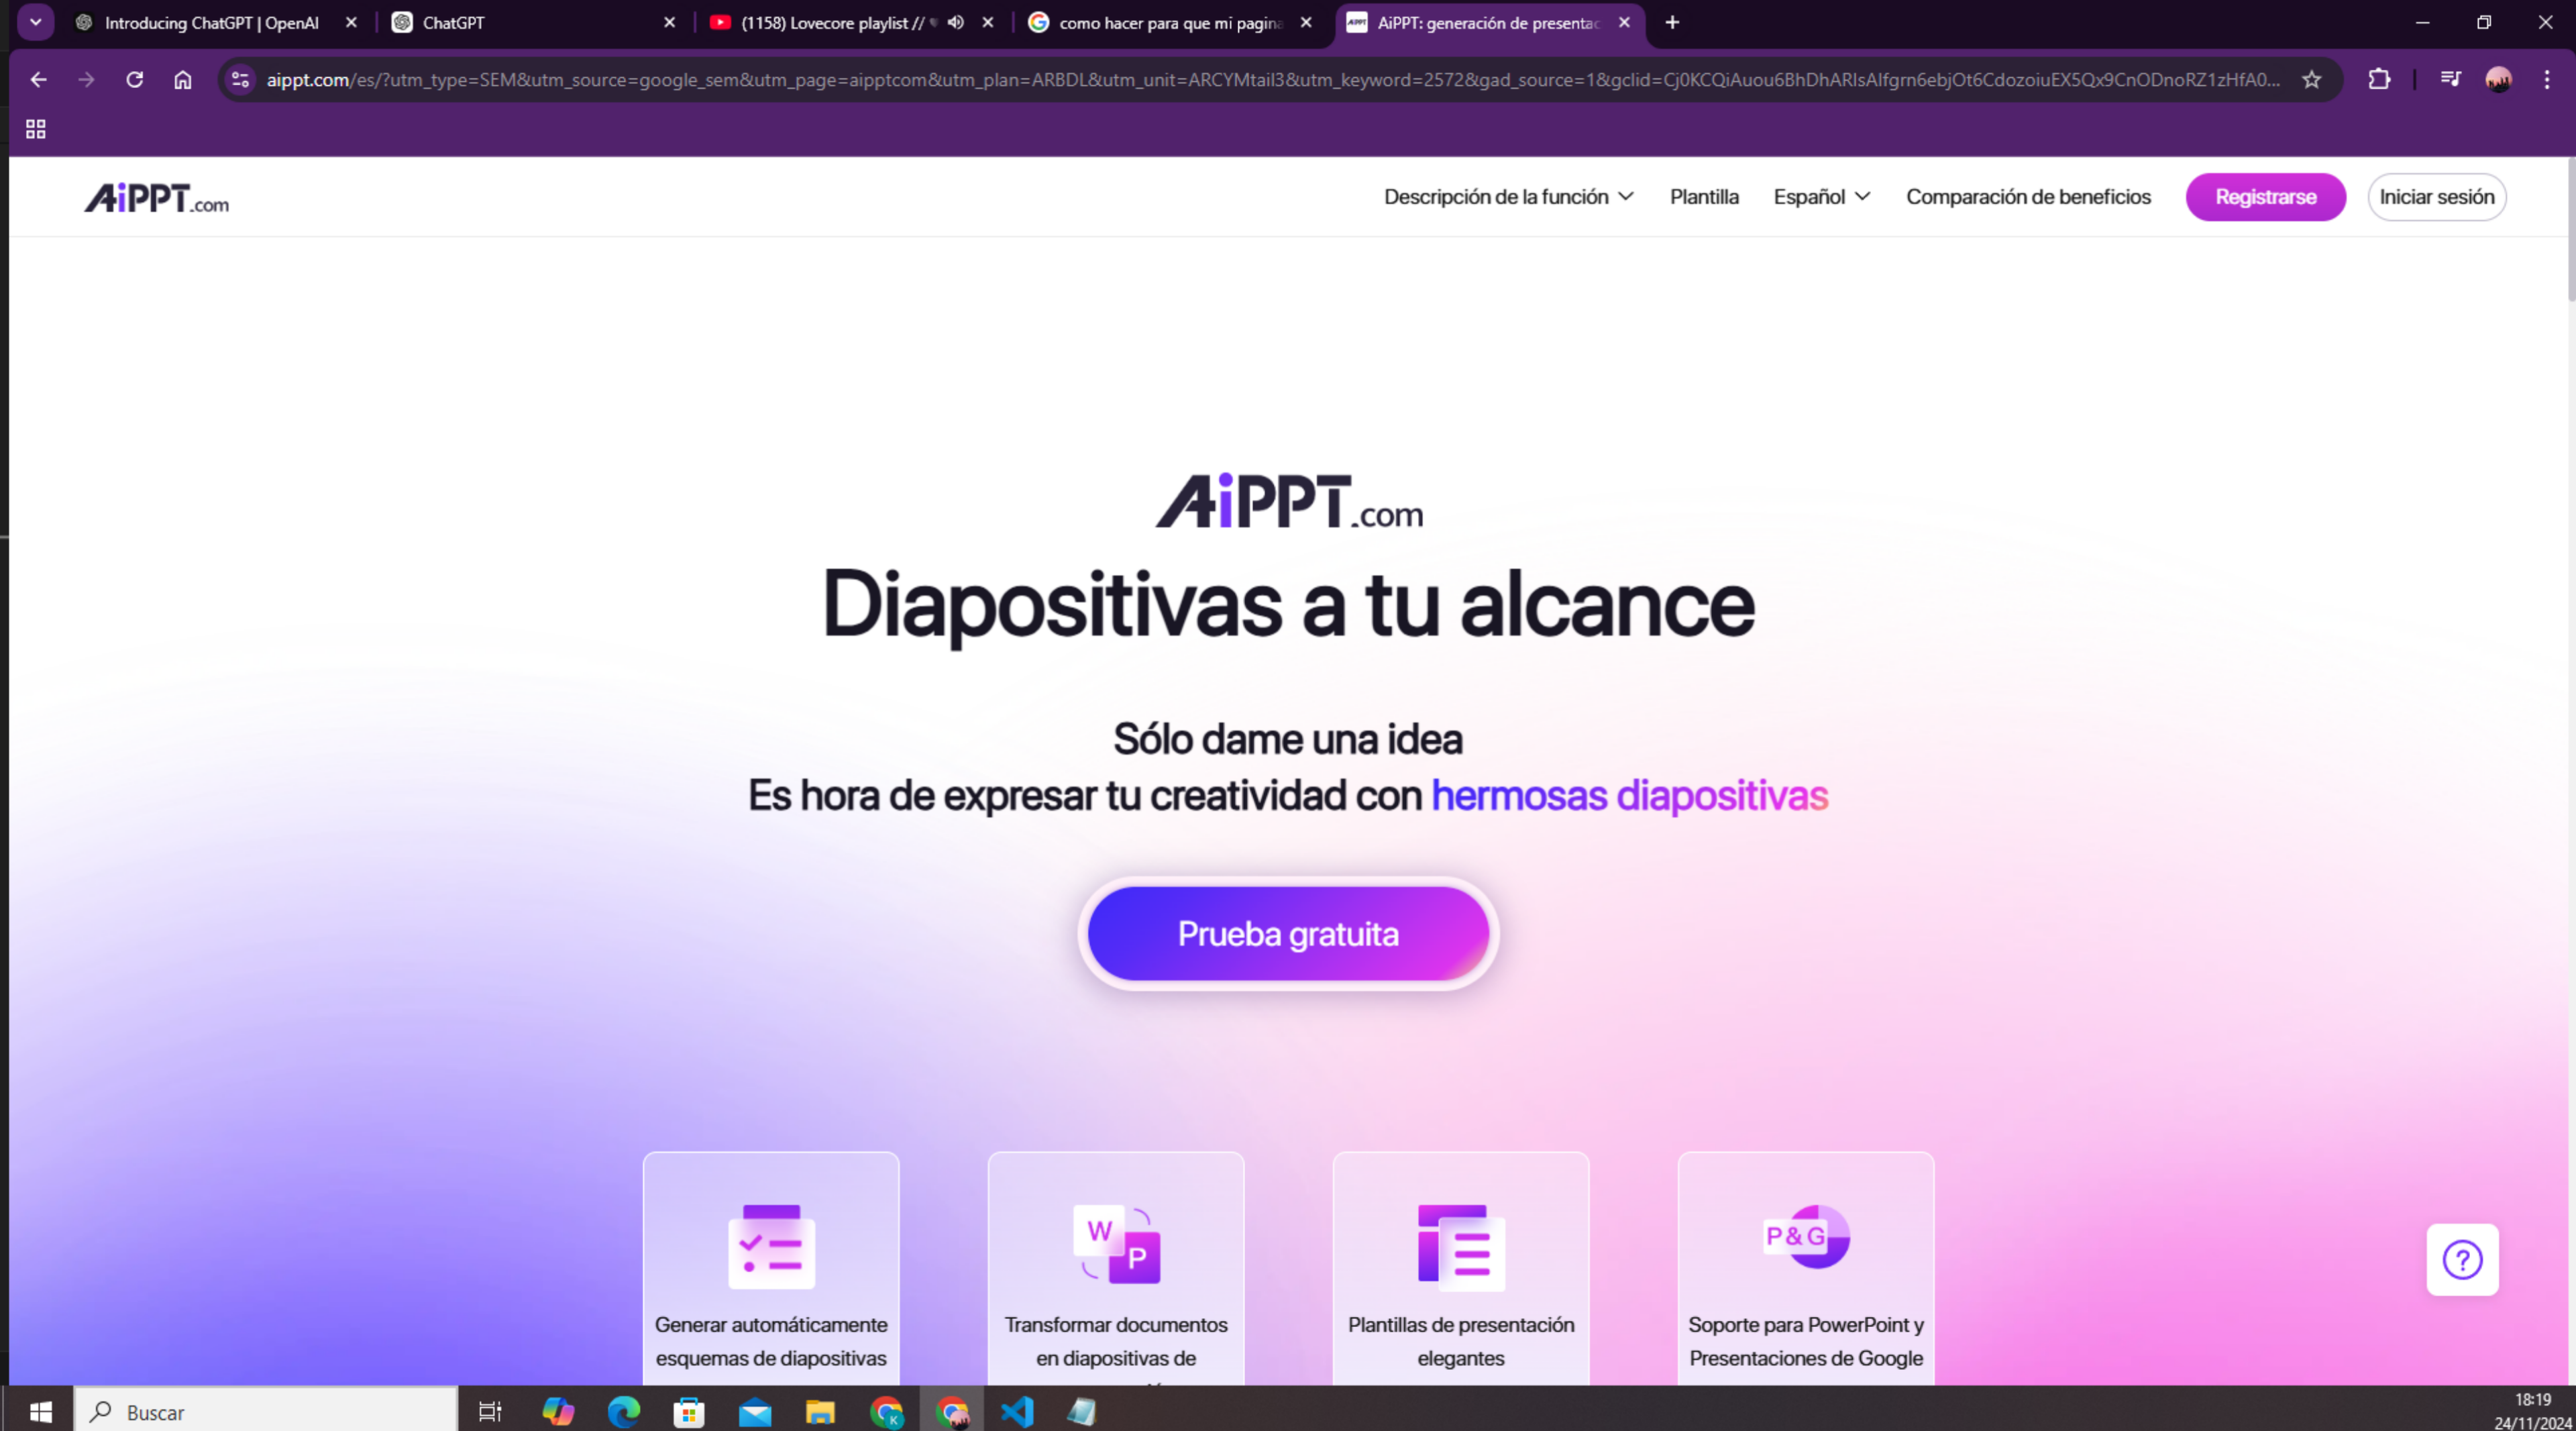 Introducing ChatGPT | OpenAI
ChatGPT
(1158) Lovecore playlist //
como hacer para que mi pagina
AiPPT: generación de presentac
aippt.com/es/?utm_type=SEM&utm_source=google_sem&utm_page=aipptcom&utm_plan=ARBDL&utm_unit=ARCYMtail3&utm_keyword=2572&gad_source=1&gclid=Cj0KCQiAuou6BhDhARIsAIfgrn6ebjOt6CdozoiuEX5Qx9CnODnoRZ1zHfA0...
AiPPT.com
Descripción de la función
Plantilla
Español
Comparación de beneficios
Registrarse
Iniciar sesión
AiPPT.com
Diapositivas a tu alcance
Sólo dame una idea
Es hora de expresar tu creatividad con hermosas diapositivas
Prueba gratuita
W
P
P & G
Generar automáticamente
esquemas de diapositivas
Transformar documentos
en diapositivas de
Plantillas de presentación
elegantes
Soporte para PowerPoint y
Presentaciones de Google
?
Buscar
K
18:19
24/11/2024